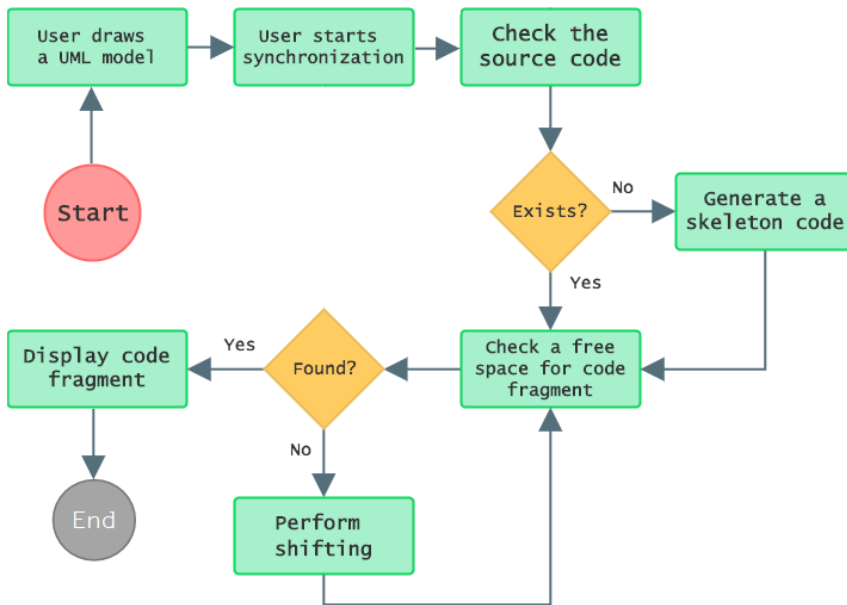 User draws
a UML model
User starts
synchronization
Check the
source code
Start
Exists?
No
Generate a
skeleton code
Yes
Display code
fragment
Yes
Found?
Check a free
space for code
fragment
No
End
Perform
shifting